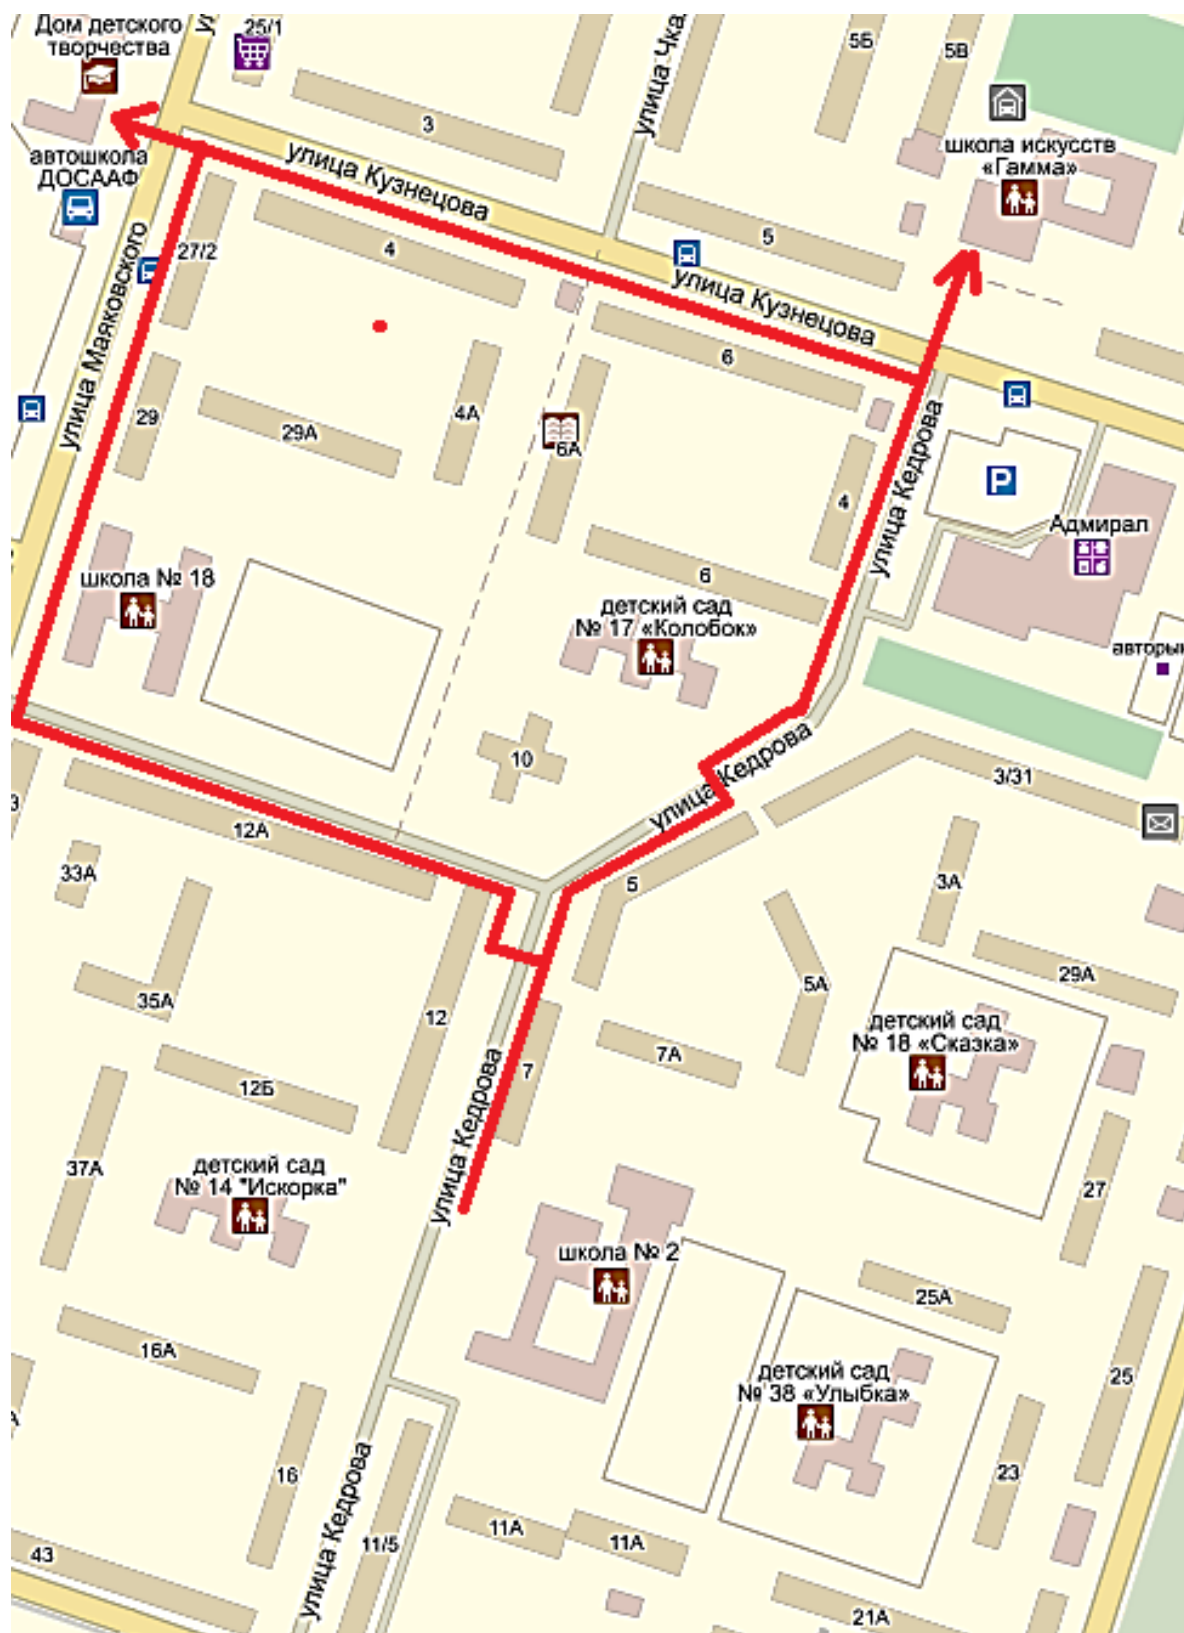 Дом детского
творчества
25/1
улица Чка
5Б
5В
3
улица Кузнецова
школа искусств
«Гамма»
автошкола
ДОСААФ
27/2
4
5
улица Кузнецова
улица Маяковского
6
29
29А
4А
6А
4
улица Кедрова
P
Адмирал
школа № 18
6
детский сад
№ 17 «Колобок»
авторын
10
улица Кедрова
3/31
3
12А
33А
5
3А
35А
12
5А
29А
детский сад
№ 18 «Сказка»
7
7А
12Б
улица Кедрова
37А
детский сад
№ 14 "Искорка"
27
школа № 2
25А
16А
детский сад
№ 38 «Улыбка»
25
А
16
23
улица Кедрова
11/5
11А
11А
43
21А